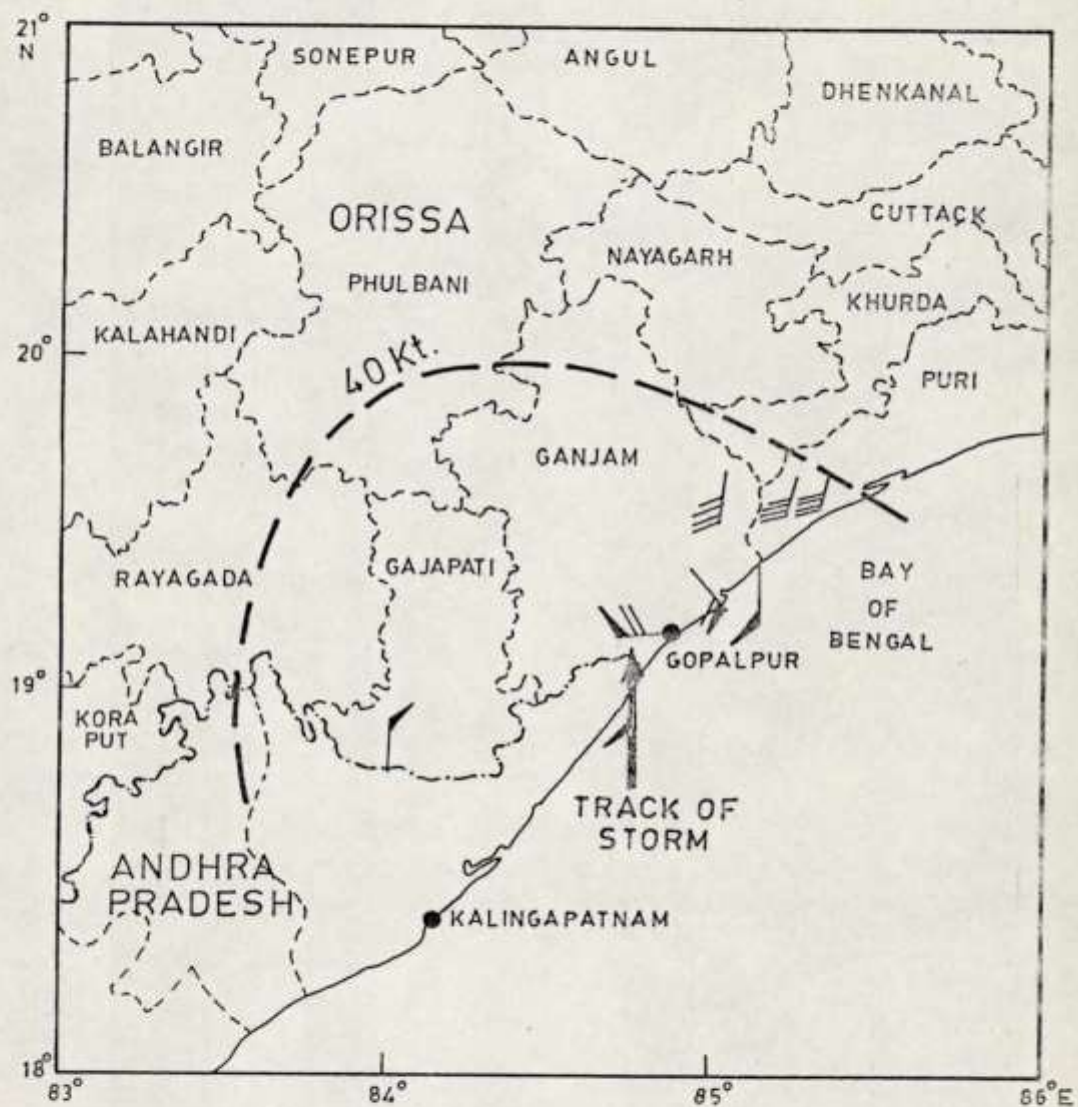 21°
N
SONEPUR
ANGUL
DHENKANAL
BALANGIR
ORISSA
CUTTACK
NAYAGARH
PHULBANI
KHURDA
KALAHANDI
20°
40 Kt.
PURI
GANJAM
RAYAGADA
GAJAPATI
BAY
OF
BENGAL
GOPALPUR
19°
KORA
PUT
TRACK OF
STORM
ANDHRA
PRADESH
KALINGAPATNAM
18°
83°
84°
85°
86°E